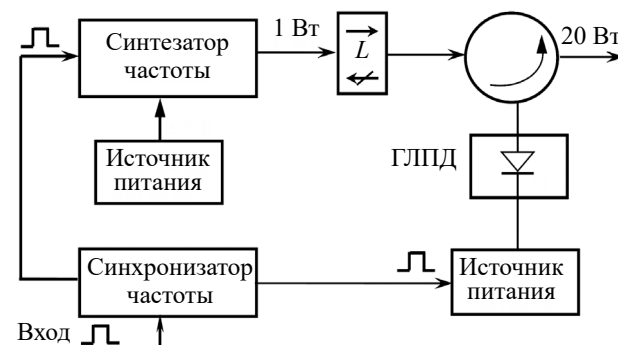 Синтезатор
частоты
1 Вт
L
20 Вт
Источник
питания
ГЛПД
Синхронизатор
частоты
Источник
питания
Вход